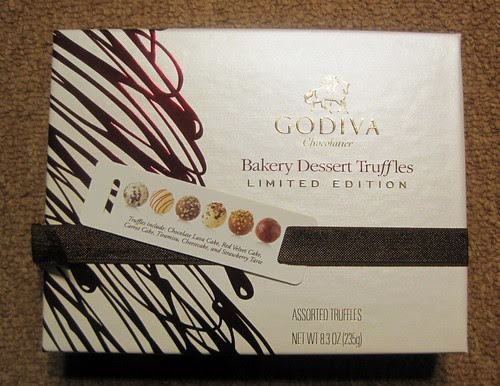 GODIVA
Chocolatier
Bakery Dessert Truffles
LIMITED EDITION
Truffles include: Chocolate Lava Cake, Red Velvet Cake,
Carrot Cake, Tiramisu, Cheesecake, and Strawberry Tarte
ASSORTED TRUFFLES
NET WT 8.3 OZ (235g)